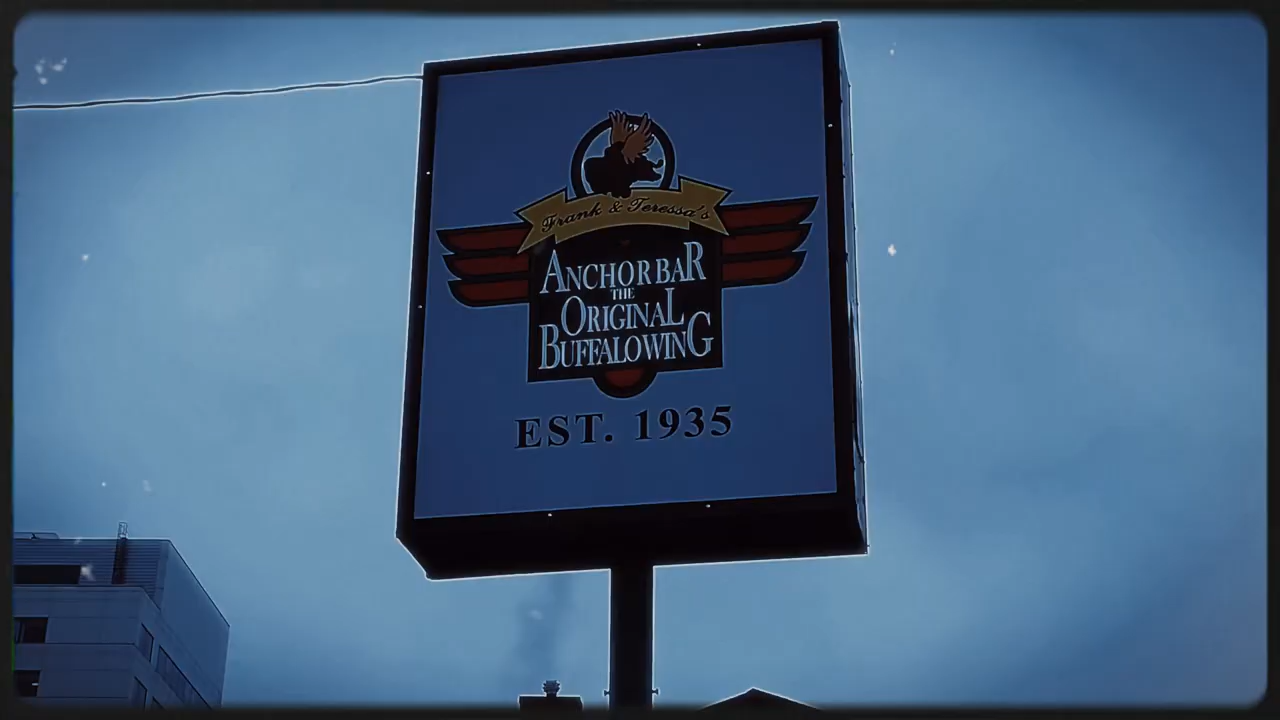 Frank & Teressa's
ANCHOR BAR
THE
ORIGINAL
BUFFALO WING
EST. 1935